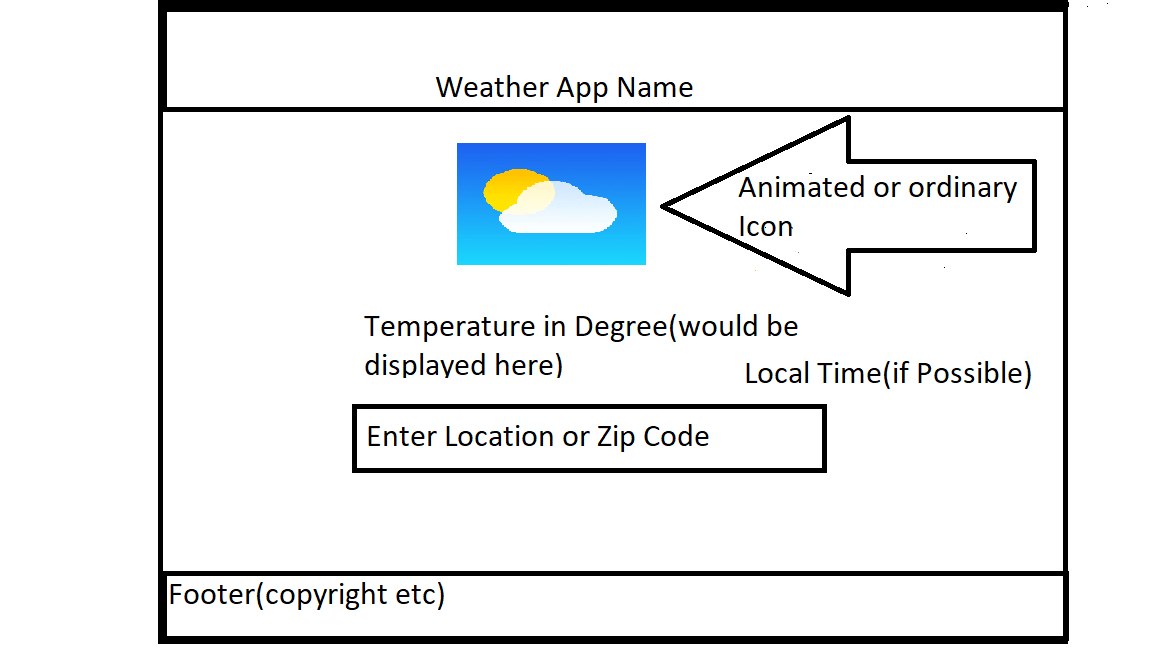 Weather App Name
Animated or ordinary
Icon
Temperature in Degree(would be
displayed here)
Local Time(if Possible)
Enter Location or Zip Code
Footer(copyright etc)